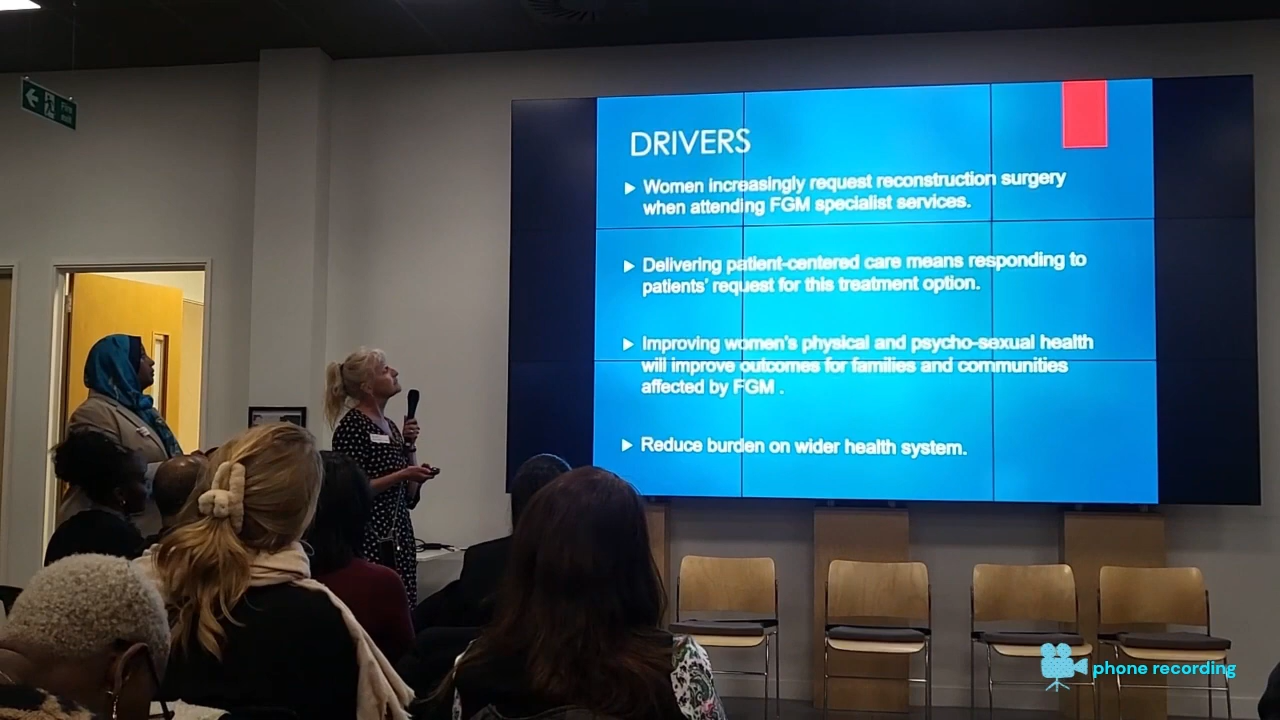 Fire
exit
DRIVERS
Women increasingly request reconstruction surgery
when attending FGM specialist services.
Delivering patient-centered care means responding to
patients' request for this treatment option.
Improving women's physical and psycho-sexual health
will improve outcomes for families and communities
affected by FGM .
Reduce burden on wider health system.
phone recording